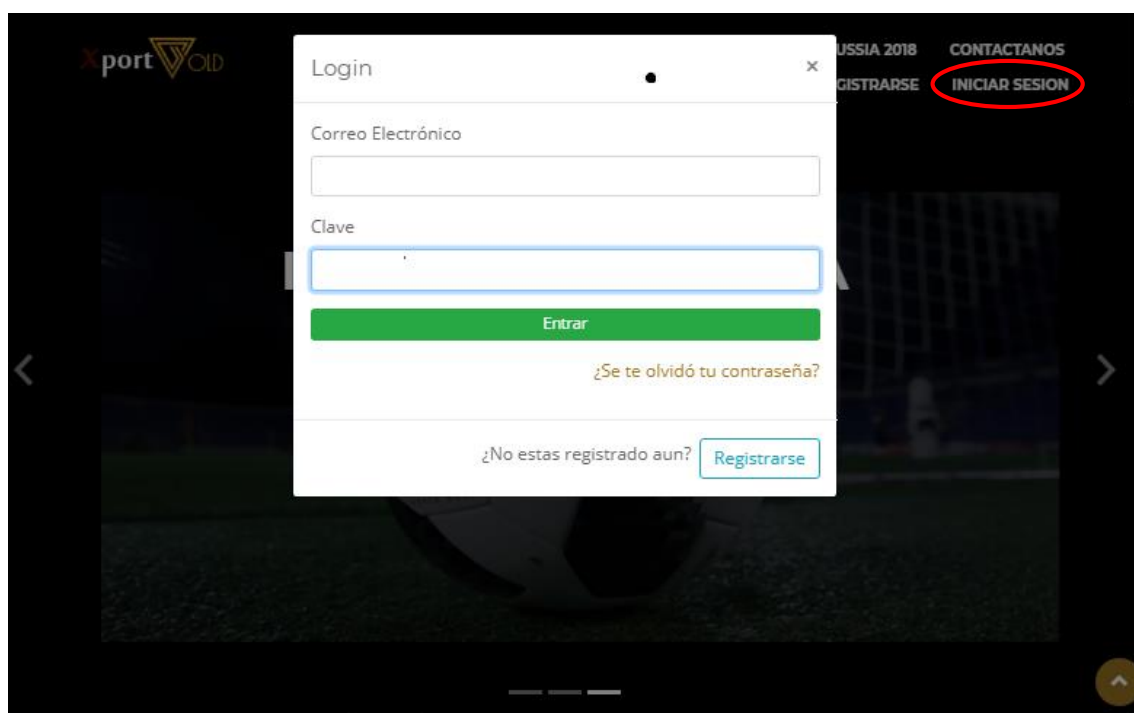 Xport VOLD
USSIA 2018 CONTACTANOS
GISTRARSE INICIAR SESION
Login ×
Correo Electrónico
Clave
Entrar
¿Se te olvidó tu contraseña?
¿No estas registrado aun? Registrarse